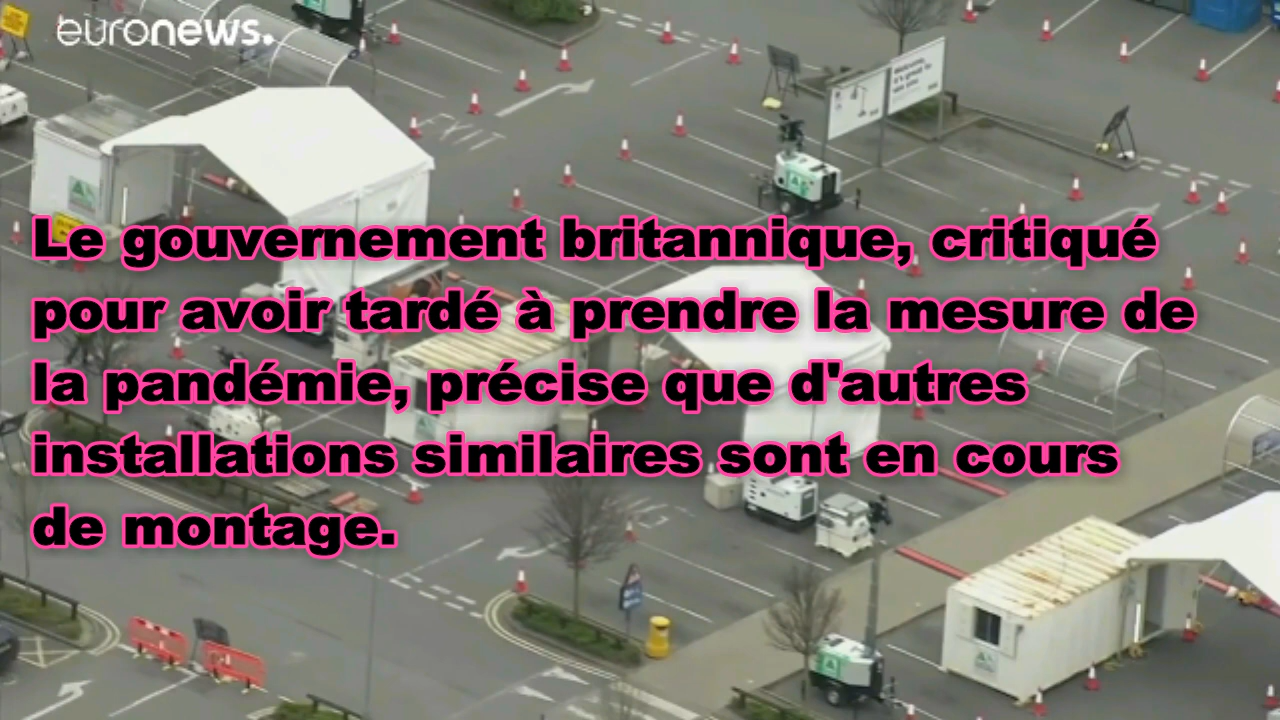 euronews.
EXIT
Le gouvernement britannique, critiqué
pour avoir tardé à prendre la mesure de
la pandémie, précise que d'autres
installations similaires sont en cours
de montage.